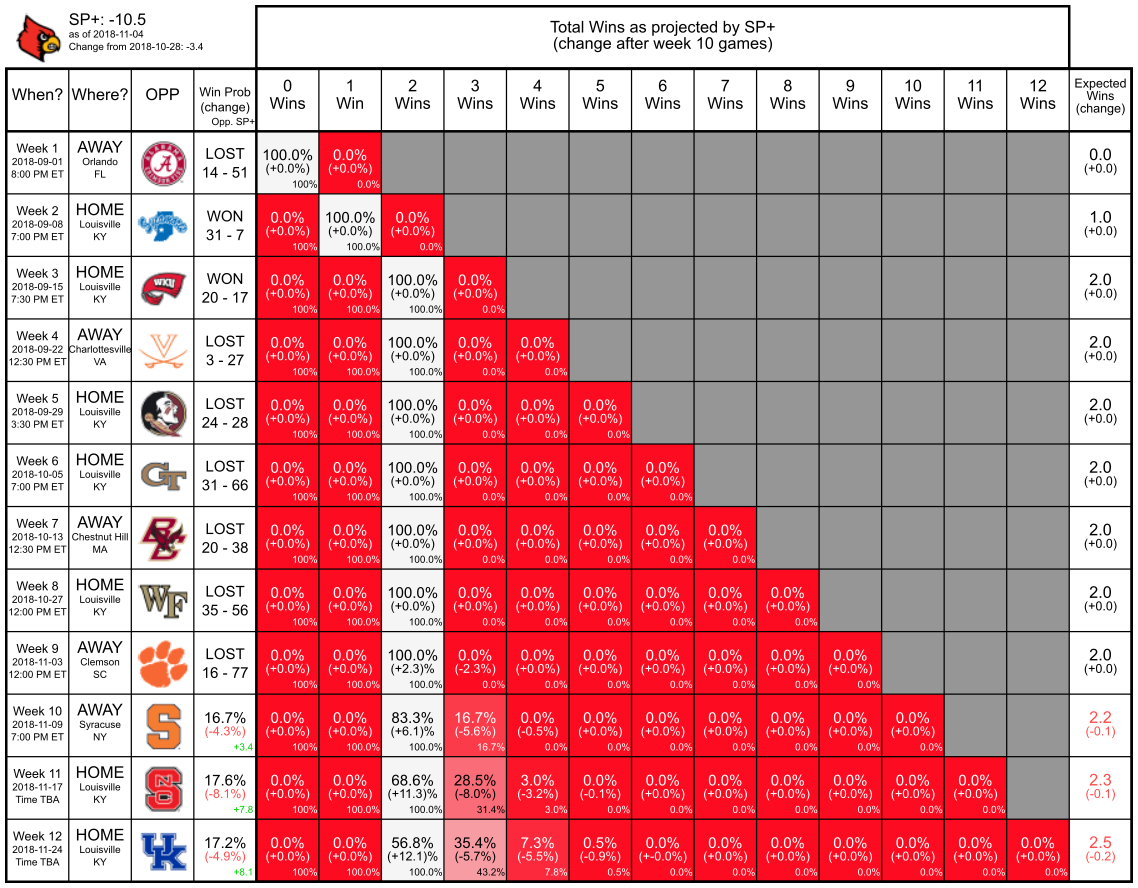 SP+: -10.5
as of 2018-11-04
Change from 2018-10-28: -3.4
Total Wins as projected by SP+
(change after week 10 games)
When?
Where?
OPP
Win Prob
(change)
Opp. SP+
0
Wins
1
Win
2
Wins
3
Wins
4
Wins
5
Wins
6
Wins
7
Wins
8
Wins
9
Wins
10
Wins
11
Wins
12
Wins
Expected
Wins
(change)
Week 1
2018-09-01
8:00 PM ET
AWAY
Orlando
FL
ALABAMA
A
CRIMSON TIDE
LOST
14 - 51
100.0%
(+0.0%)
100%
0.0%
(+0.0%)
0.0%
0.0
(+0.0)
Week 2
2018-09-08
7:00 PM ET
HOME
Louisville
KY
Sycamores
WON
31 - 7
0.0%
(+0.0%)
100%
100.0%
(+0.0%)
100.0%
0.0%
(+0.0%)
0.0%
1.0
(+0.0)
Week 3
2018-09-15
7:30 PM ET
HOME
Louisville
KY
WKU
WON
20 - 17
0.0%
(+0.0%)
100%
0.0%
(+0.0%)
100.0%
100.0%
(+0.0%)
100.0%
0.0%
(+0.0%)
0.0%
2.0
(+0.0)
Week 4
2018-09-22
12:30 PM ET
AWAY
Charlottesville
VA
V
LOST
3 - 27
0.0%
(+0.0%)
100%
0.0%
(+0.0%)
100.0%
100.0%
(+0.0%)
100.0%
0.0%
(+0.0%)
0.0%
0.0%
(+0.0%)
0.0%
2.0
(+0.0)
Week 5
2018-09-29
3:30 PM ET
HOME
Louisville
KY
LOST
24 - 28
0.0%
(+0.0%)
100%
0.0%
(+0.0%)
100.0%
100.0%
(+0.0%)
100.0%
0.0%
(+0.0%)
0.0%
0.0%
(+0.0%)
0.0%
0.0%
(+0.0%)
0.0%
2.0
(+0.0)
Week 6
2018-10-05
7:00 PM ET
HOME
Louisville
KY
GT
LOST
31 - 66
0.0%
(+0.0%)
100%
0.0%
(+0.0%)
100.0%
100.0%
(+0.0%)
100.0%
0.0%
(+0.0%)
0.0%
0.0%
(+0.0%)
0.0%
0.0%
(+0.0%)
0.0%
0.0%
(+0.0%)
0.0%
2.0
(+0.0)
Week 7
2018-10-13
12:30 PM ET
AWAY
Chestnut Hill
MA
BC
LOST
20 - 38
0.0%
(+0.0%)
100%
0.0%
(+0.0%)
100.0%
100.0%
(+0.0%)
100.0%
0.0%
(+0.0%)
0.0%
0.0%
(+0.0%)
0.0%
0.0%
(+0.0%)
0.0%
0.0%
(+0.0%)
0.0%
0.0%
(+0.0%)
0.0%
2.0
(+0.0)
Week 8
2018-10-27
12:00 PM ET
HOME
Louisville
KY
WF
LOST
35 - 56
0.0%
(+0.0%)
100%
0.0%
(+0.0%)
100.0%
100.0%
(+0.0%)
100.0%
0.0%
(+0.0%)
0.0%
0.0%
(+0.0%)
0.0%
0.0%
(+0.0%)
0.0%
0.0%
(+0.0%)
0.0%
0.0%
(+0.0%)
0.0%
0.0%
(+0.0%)
0.0%
2.0
(+0.0)
Week 9
2018-11-03
12:00 PM ET
AWAY
Clemson
SC
LOST
16 - 77
0.0%
(+0.0%)
100%
0.0%
(+0.0%)
100.0%
100.0%
(+2.3)%
100.0%
0.0%
(-2.3%)
0.0%
0.0%
(+0.0%)
0.0%
0.0%
(+0.0%)
0.0%
0.0%
(+0.0%)
0.0%
0.0%
(+0.0%)
0.0%
0.0%
(+0.0%)
0.0%
0.0%
(+0.0%)
0.0%
2.0
(+0.0)
Week 10
2018-11-09
7:00 PM ET
AWAY
Syracuse
NY
S
16.7%
(-4.3%)
+3.4
0.0%
(+0.0%)
100%
0.0%
(+0.0%)
100.0%
83.3%
(+6.1)%
100.0%
16.7%
(-5.6%)
16.7%
0.0%
(-0.5%)
0.0%
0.0%
(+0.0%)
0.0%
0.0%
(+0.0%)
0.0%
0.0%
(+0.0%)
0.0%
0.0%
(+0.0%)
0.0%
0.0%
(+0.0%)
0.0%
0.0%
(+0.0%)
0.0%
2.2
(-0.1)
Week 11
2018-11-17
Time TBA
HOME
Louisville
KY
NCS
17.6%
(-8.1%)
+7.8
0.0%
(+0.0%)
100%
0.0%
(+0.0%)
100.0%
68.6%
(+11.3)%
100.0%
28.5%
(-8.0%)
31.4%
3.0%
(-3.2%)
3.0%
0.0%
(-0.1%)
0.0%
0.0%
(+0.0%)
0.0%
0.0%
(+0.0%)
0.0%
0.0%
(+0.0%)
0.0%
0.0%
(+0.0%)
0.0%
0.0%
(+0.0%)
0.0%
0.0%
(+0.0%)
0.0%
2.3
(-0.1)
Week 12
2018-11-24
Time TBA
HOME
Louisville
KY
UK
17.2%
(-4.9%)
+8.1
0.0%
(+0.0%)
100%
0.0%
(+0.0%)
100.0%
56.8%
(+12.1)%
100.0%
35.4%
(-5.7%)
43.2%
7.3%
(-5.5%)
7.8%
0.5%
(-0.9%)
0.5%
0.0%
(+-0.0%)
0.0%
0.0%
(+0.0%)
0.0%
0.0%
(+0.0%)
0.0%
0.0%
(+0.0%)
0.0%
0.0%
(+0.0%)
0.0%
0.0%
(+0.0%)
0.0%
0.0%
(+0.0%)
0.0%
2.5
(-0.2)